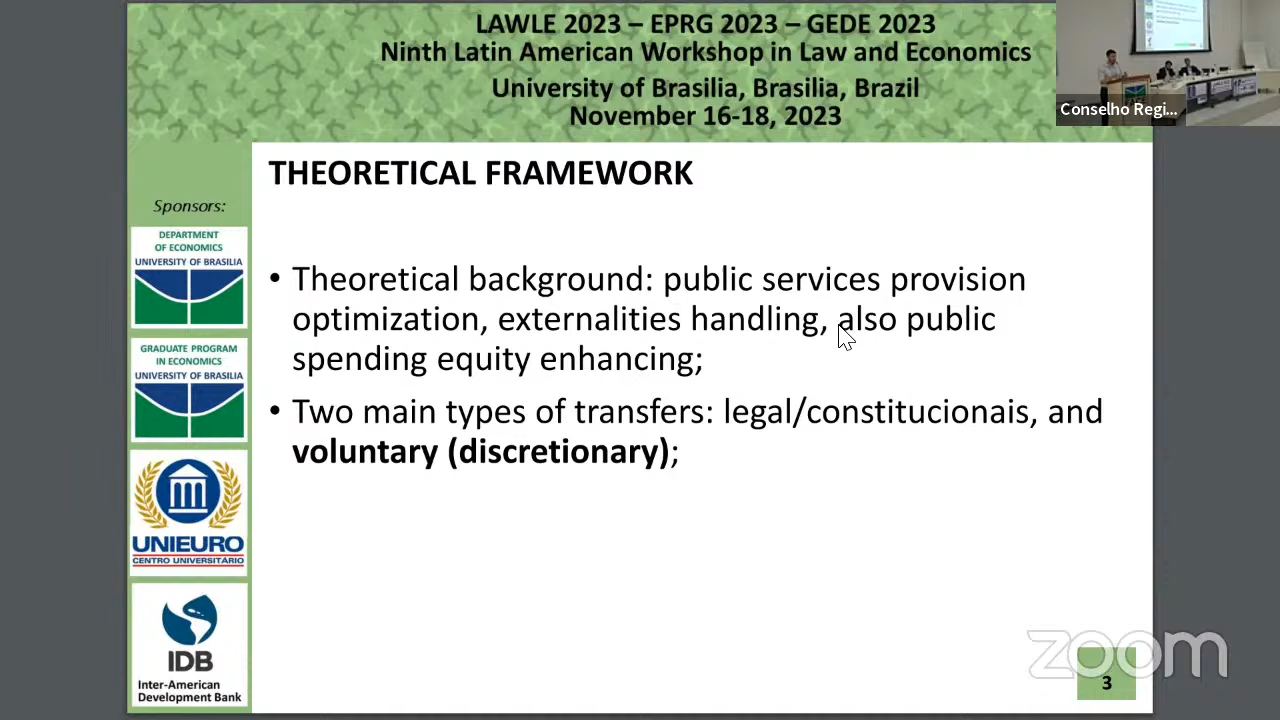 LAWLE 2023 – EPRG 2023 – GEDE 2023
Ninth Latin American Workshop in Law and Economics
University of Brasilia, Brasilia, Brazil
November 16-18, 2023
Conselho Regi...
THEORETICAL FRAMEWORK
Sponsors:
DEPARTMENT
OF ECONOMICS
UNIVERSITY OF BRASILIA
GRADUATE PROGRAM
IN ECONOMICS
UNIVERSITY OF BRASILIA
UNIEURO
CENTRO UNIVERSITÁRIO
IDB
Inter-American
Development Bank
• Theoretical background: public services provision
optimization, externalities handling, also public
spending equity enhancing;
• Two main types of transfers: legal/constitucionais, and
voluntary (discretionary);
zoom
3